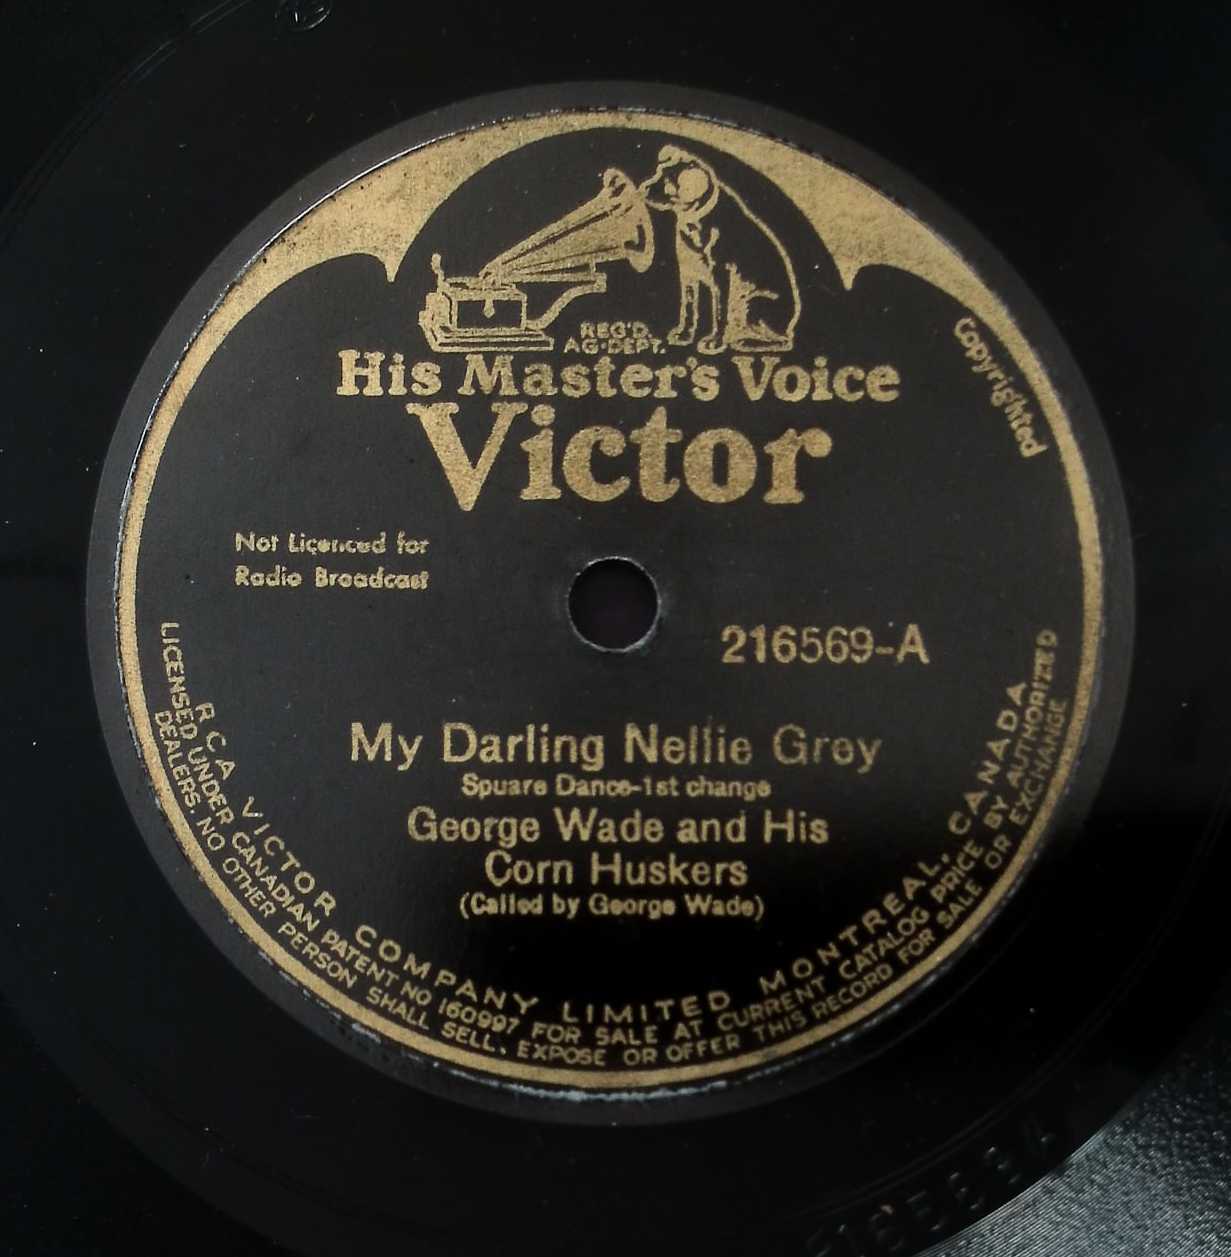 REG'D.
AG·DEPT.
His Master's Voice
Victor
Copyrighted
Not Licenced for
Radio Broadcast
216569-A
My Darling Nellie Grey
Spuare Dance-1st change
George Wade and His
Corn Huskers
(Called by George Wade)
RCA VICTOR COMPANY LIMITED MONTREAL, CANADA
LICENSED UNDER CANADIAN PATENT NO 160997 FOR SALE AT CURRENT CATALOG PRICE BY AUTHORIZED
DEALERS. NO OTHER PERSON SHALL SELL, EXPOSE OR OFFER THIS RECORD FOR SALE OR EXCHANGE